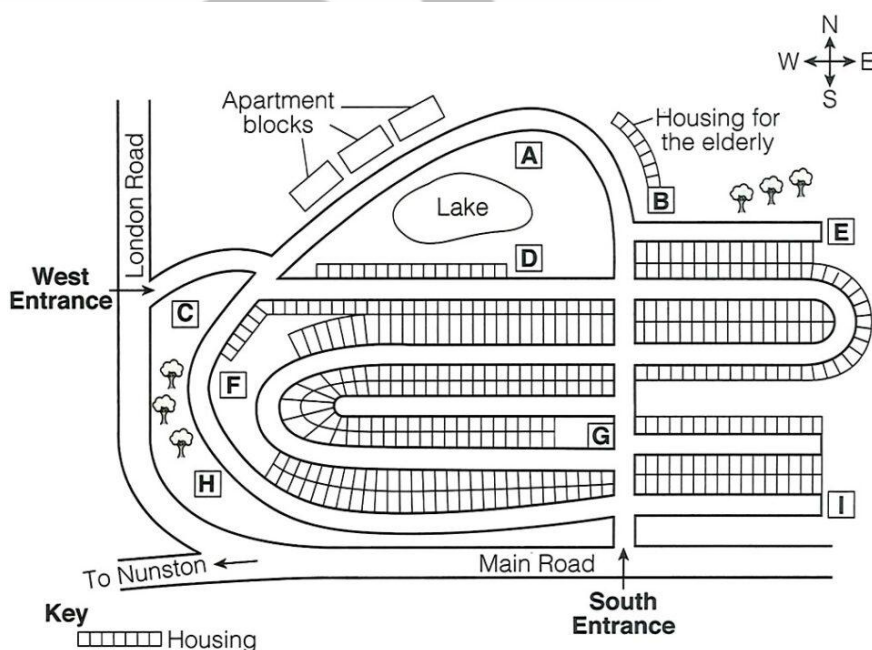 N
W E
S
Apartment
blocks
Housing for
the elderly
A
London Road
B
Lake
E
D
West
Entrance
C
F
G
H
I
To Nunston
Main Road
Key
Housing
South
Entrance